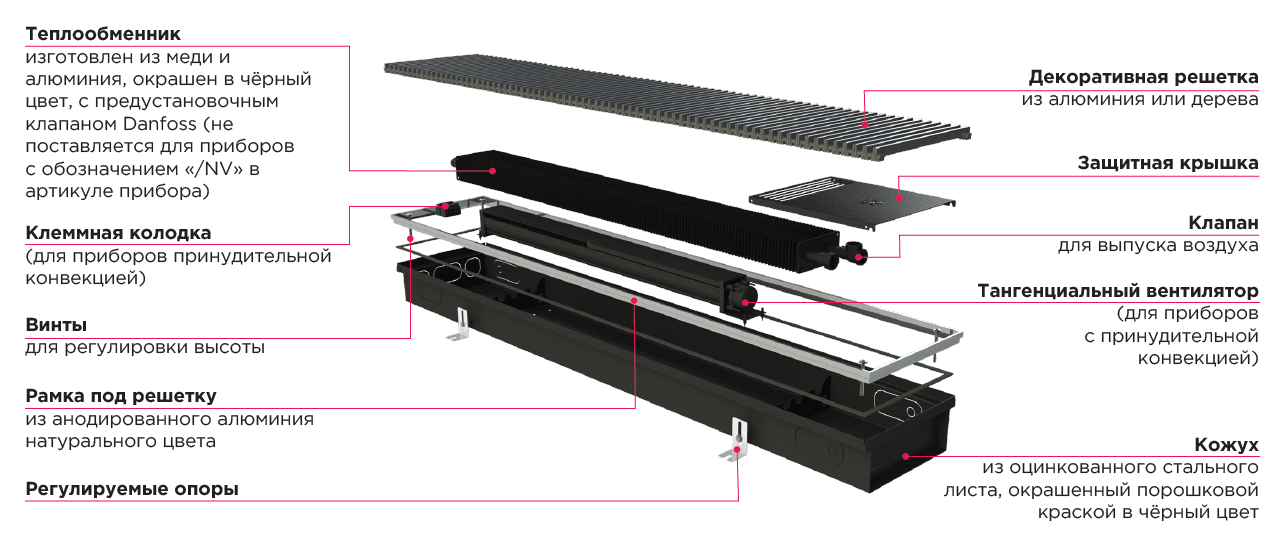 Теплообменник
изготовлен из меди и
алюминия, окрашен в чёрный
цвет, с предустановочным
клапаном Danfoss (не
поставляется для приборов
с обозначением «/NV» в
артикуле прибора)
Клеммная колодка
(для приборов принудительной
конвекцией)
Винты
для регулировки высоты
Рамка под решетку
из анодированного алюминия
натурального цвета
Регулируемые опоры
Декоративная решетка
из алюминия или дерева
Защитная крышка
Клапан
для выпуска воздуха
Тангенциальный вентилятор
(для приборов
с принудительной
конвекцией)
Кожух
из оцинкованного стального
листа, окрашенный порошковой
краской в чёрный цвет